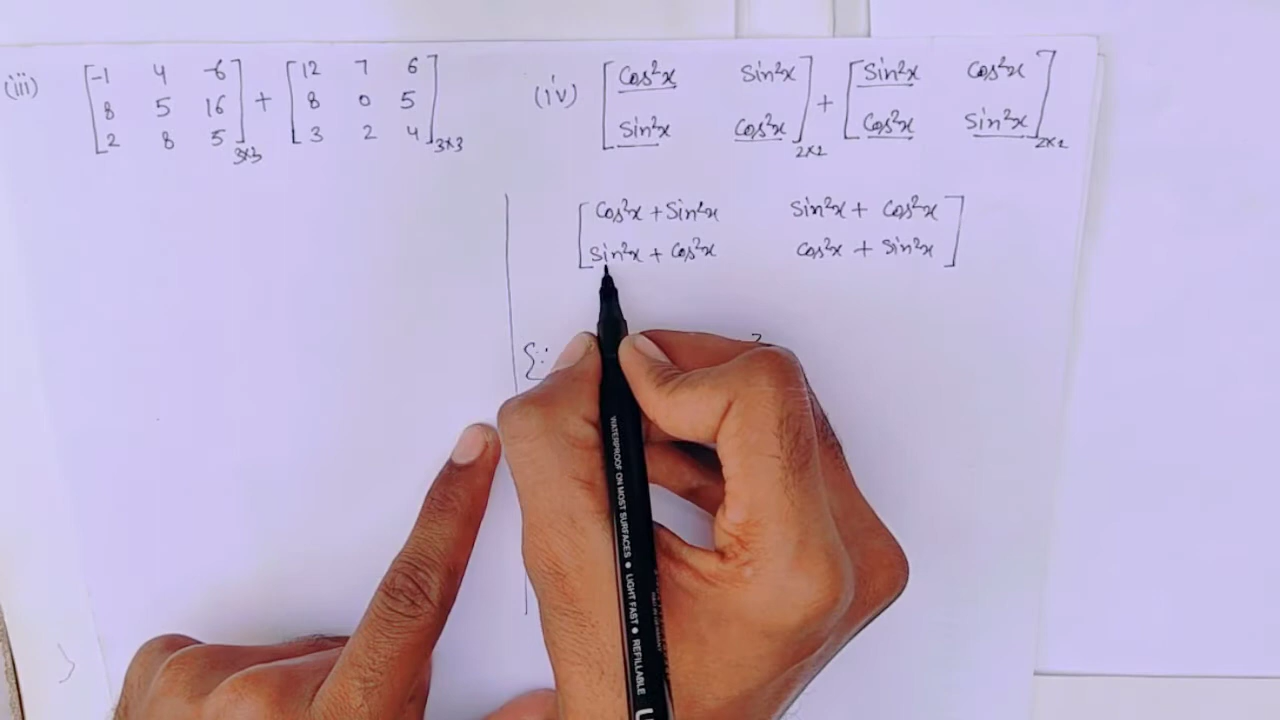 (iii) [-1 4 -6] + [12 7 6]
[8 5 16] [8 0 5]
[2 8 5]3×3 [3 2 4]3×3
(iv) [Cos²x Sin²x] + [Sin²x Cos²x]
[Sin²x Cos²x]2×2 [Cos²x Sin²x]2×2
[Cos²x + Sin²x Sin²x + Cos²x]
[Sin²x + Cos²x Cos²x + Sin²x]
{∵
WATERPROOF ON MOST SURFACES ● LIGHT FAST ● REFILLABLE